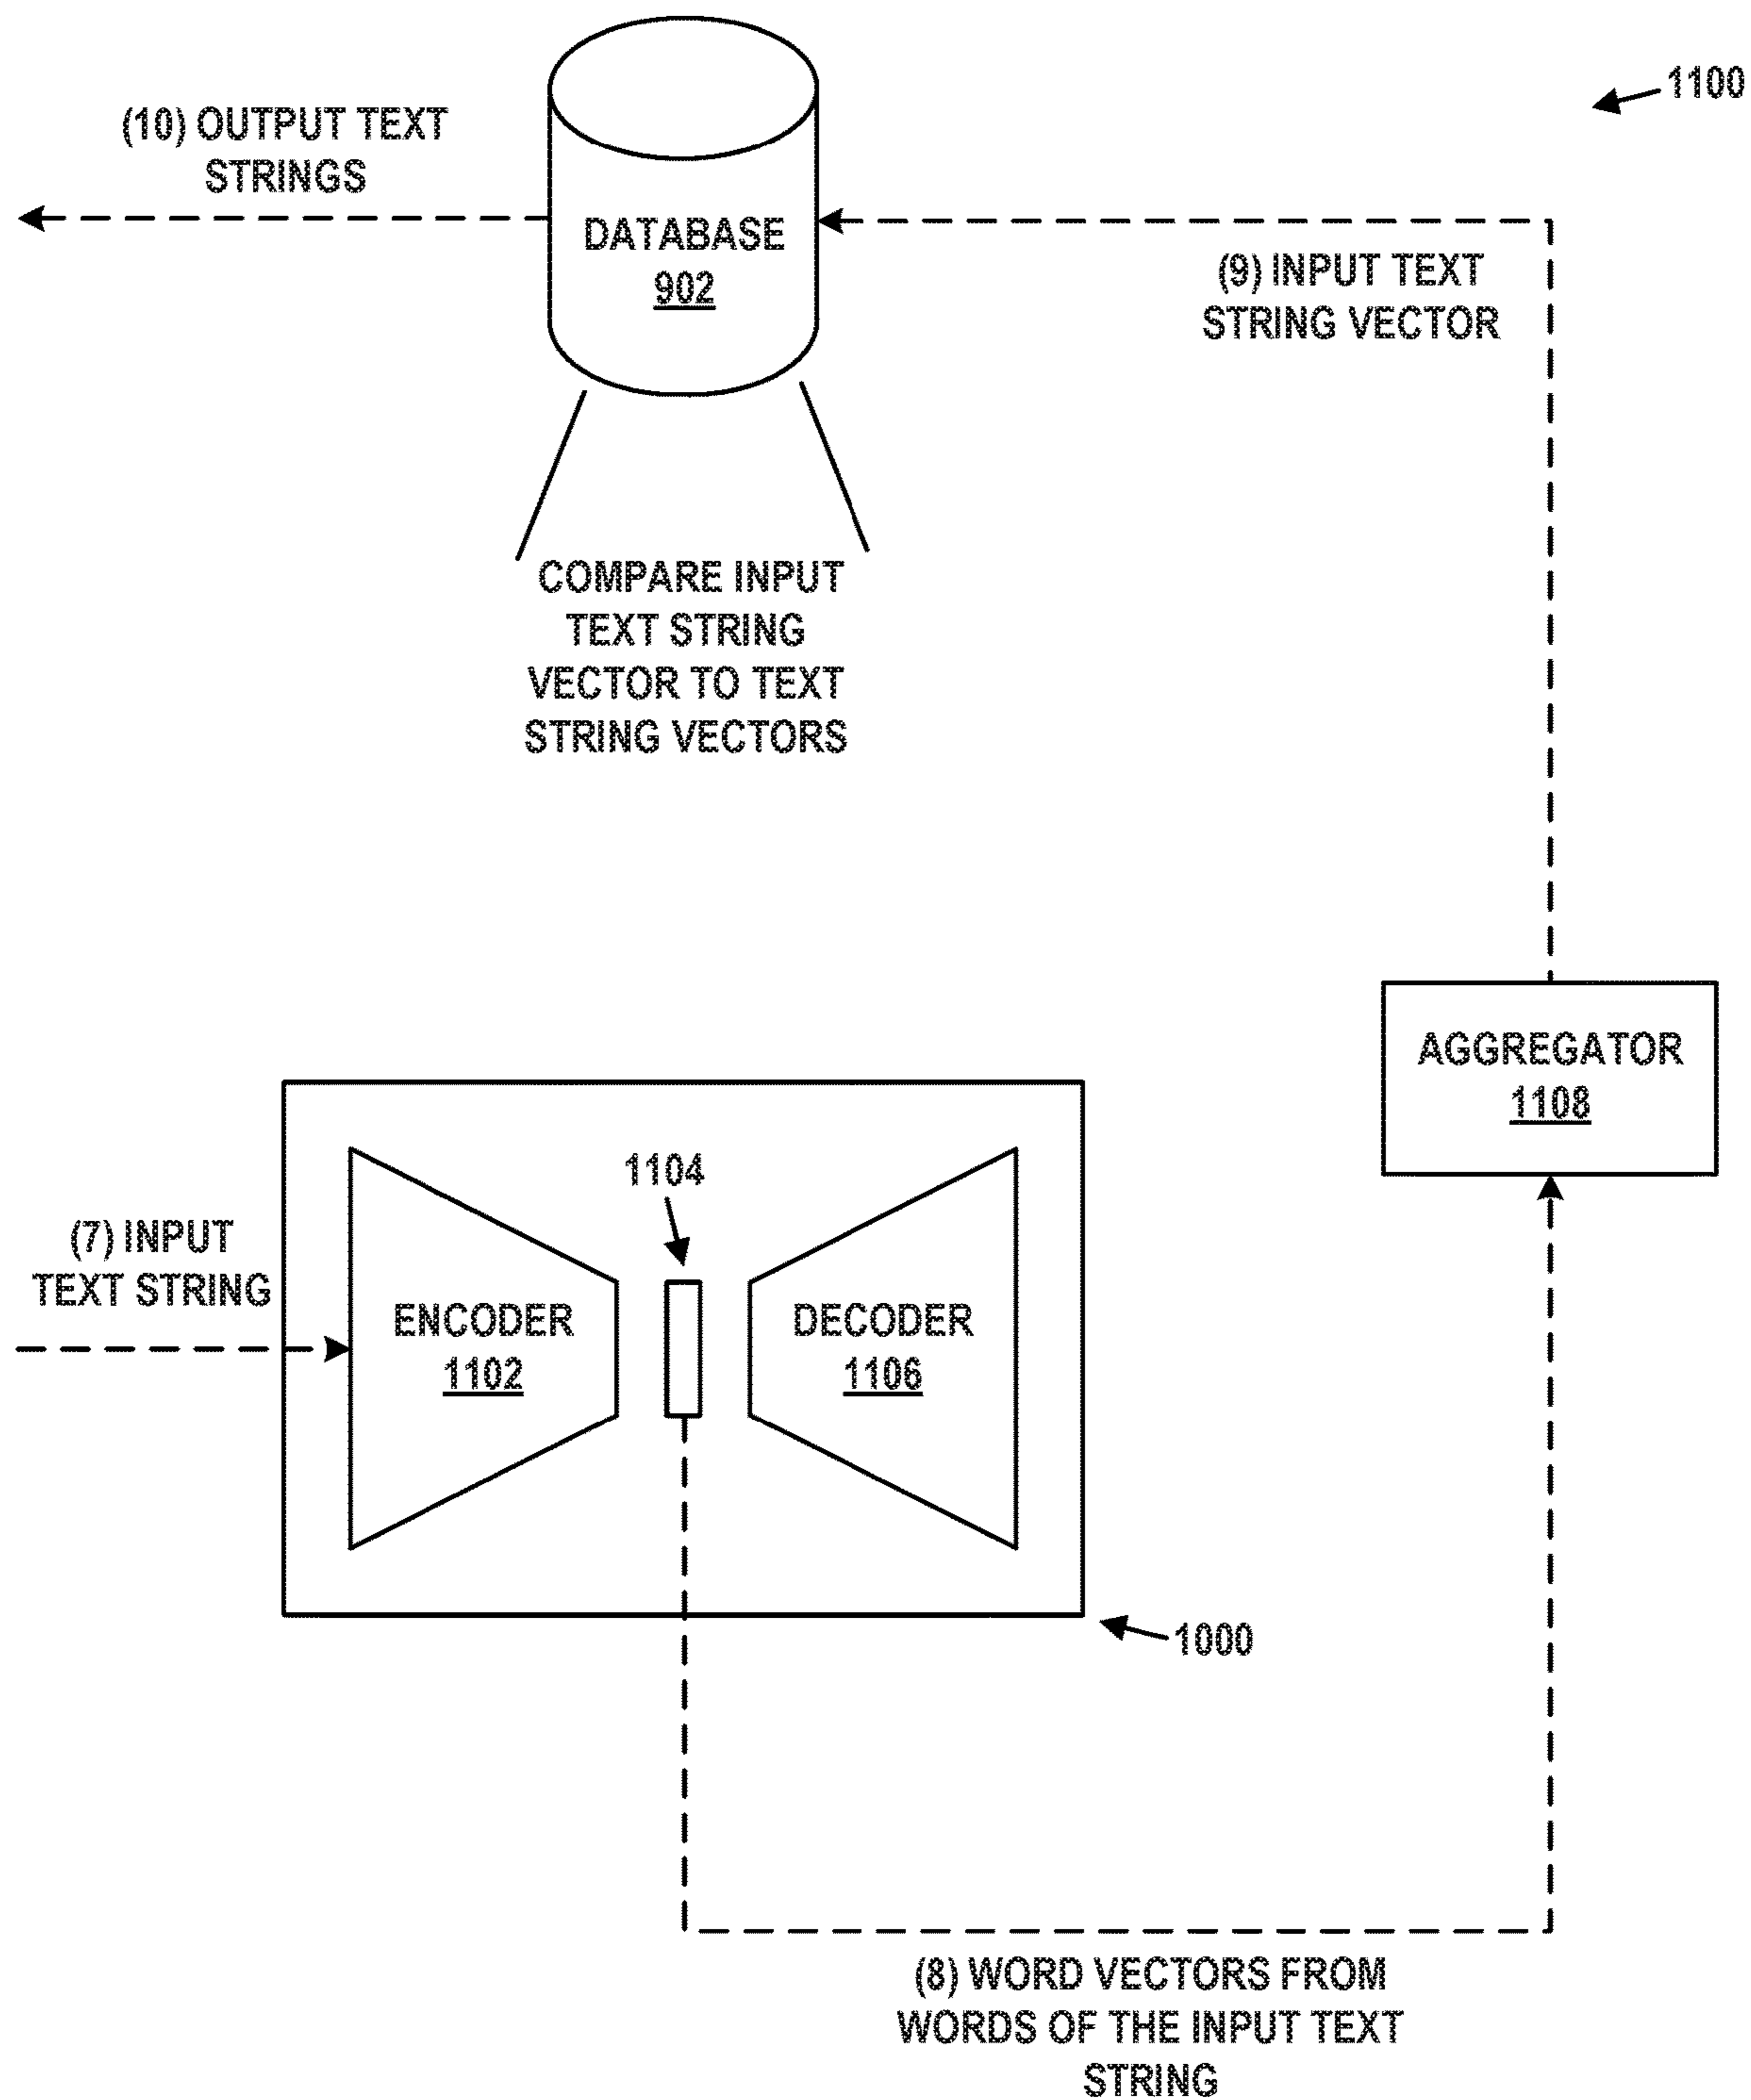 1100
(10) OUTPUT TEXT
STRINGS
DATABASE
902
(9) INPUT TEXT
STRING VECTOR
COMPARE INPUT
TEXT STRING
VECTOR TO TEXT
STRING VECTORS
AGGREGATOR
1108
1104
(7) INPUT
TEXT STRING
ENCODER
1102
DECODER
1106
1000
(8) WORD VECTORS FROM
WORDS OF THE INPUT TEXT
STRING